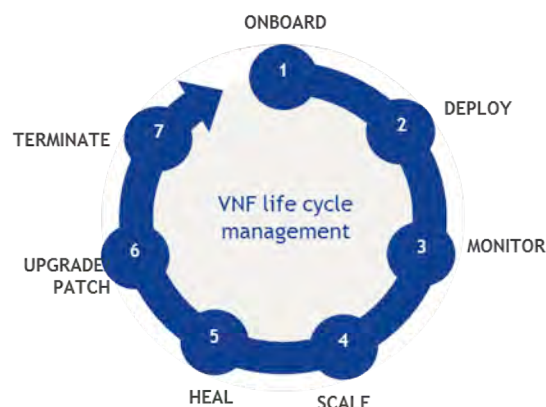 ONBOARD
1
2
DEPLOY
3
MONITOR
4
SCALE
5
HEAL
6
UPGRADE
PATCH
7
TERMINATE
VNF life cycle
management